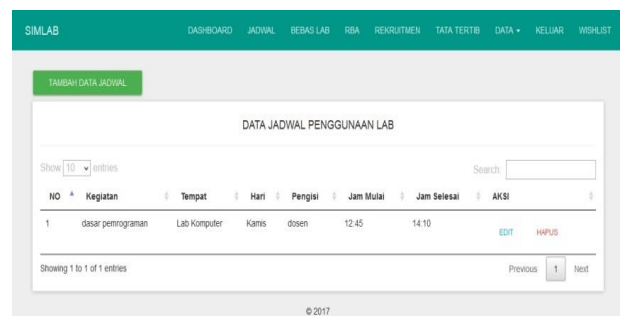 SIMLAB DASHBOARD JADWAL BEBAS LAB RBA REKRUITMEN TATA TERTIB DATA KELUAR WISHLIST
TAMBAH DATA JADWAL
DATA JADWAL PENGGUNAAN LAB
Show 10 entries Search:
NO Kegiatan Tempat Hari Pengisi Jam Mulai Jam Selesai AKSI
1 dasar pemrograman Lab Komputer Kamis dosen 12:45 14:10 EDIT HAPUS
Showing 1 to 1 of 1 entries Previous 1 Next
© 2017